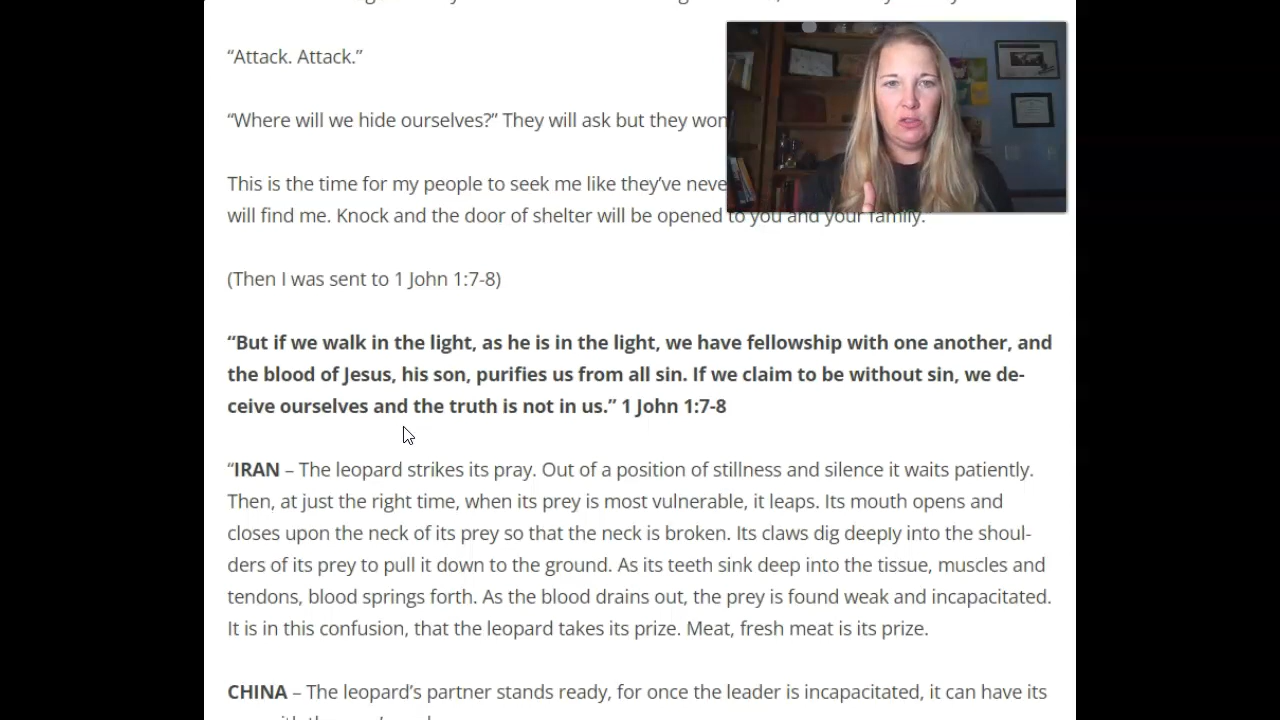 “Attack. Attack.”
“Where will we hide ourselves?” They will ask but they
This is the time for my people to seek me like they’ve
will find me. Knock and the door of shelter will be opened to you and your family.
(Then I was sent to 1 John 1:7-8)
“But if we walk in the light, as he is in the light, we have fellowship with one another, and
the blood of Jesus, his son, purifies us from all sin. If we claim to be without sin, we de-
ceive ourselves and the truth is not in us.” 1 John 1:7-8
“IRAN – The leopard strikes its pray. Out of a position of stillness and silence it waits patiently.
Then, at just the right time, when its prey is most vulnerable, it leaps. Its mouth opens and
closes upon the neck of its prey so that the neck is broken. Its claws dig deeply into the shoul-
ders of its prey to pull it down to the ground. As its teeth sink deep into the tissue, muscles and
tendons, blood springs forth. As the blood drains out, the prey is found weak and incapacitated.
It is in this confusion, that the leopard takes its prize. Meat, fresh meat is its prize.
CHINA – The leopard’s partner stands ready, for once the leader is incapacitated, it can have its